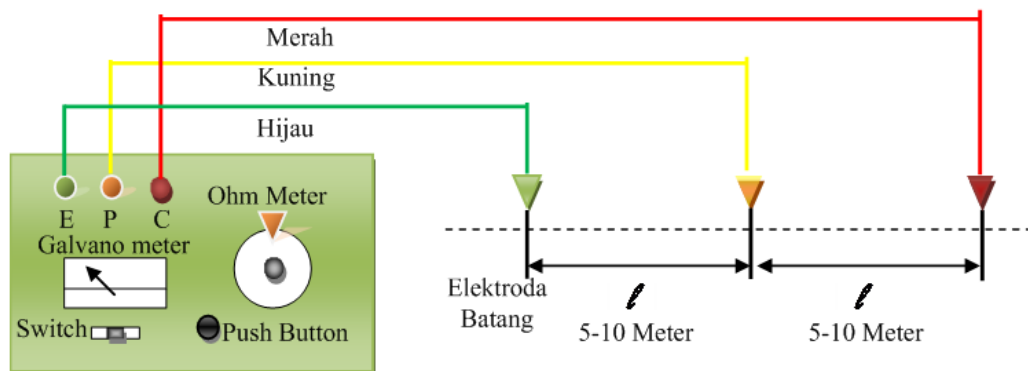 Merah
Kuning
Hijau
E P C
Ohm Meter
Galvano meter
Switch
Push Button
Elektroda
Batang
ℓ
5-10 Meter
ℓ
5-10 Meter